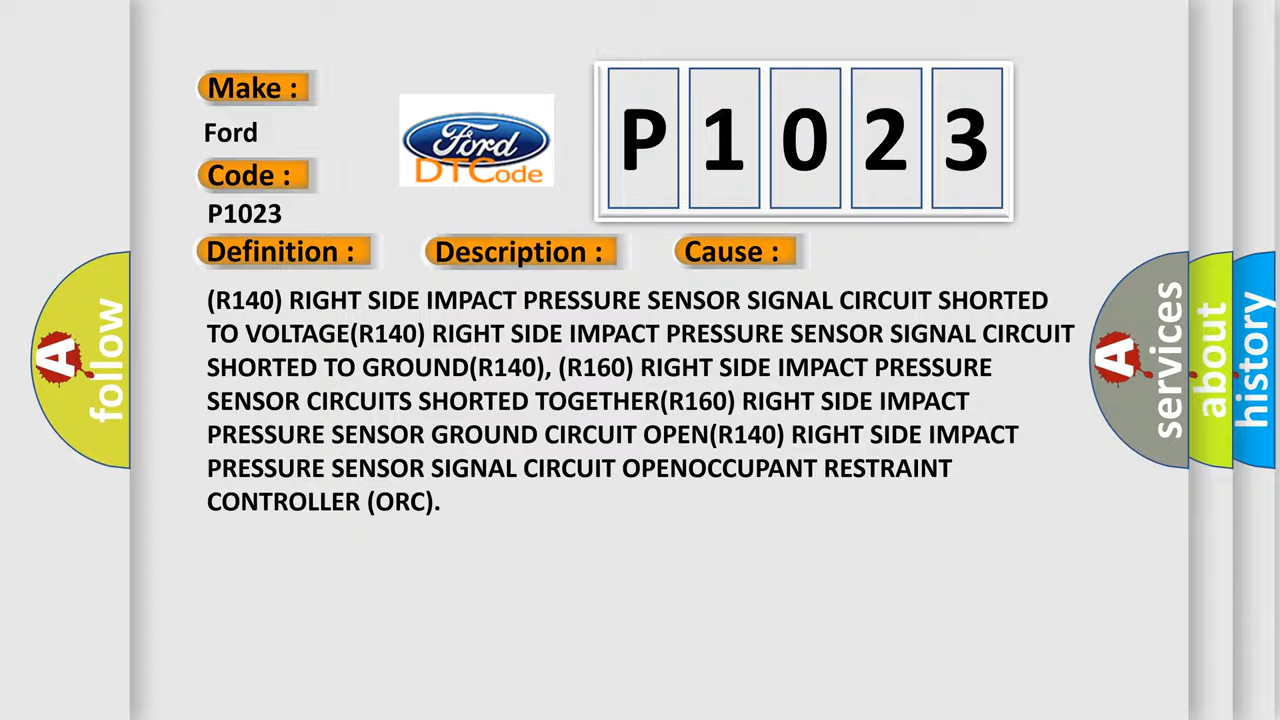 Make :
Ford
Code :
P1023
Ford
DTCode
P 1 0 2 3
Definition :
Description :
Cause :
(R140) RIGHT SIDE IMPACT PRESSURE SENSOR SIGNAL CIRCUIT SHORTED
TO VOLTAGE(R140) RIGHT SIDE IMPACT PRESSURE SENSOR SIGNAL CIRCUIT
SHORTED TO GROUND(R140), (R160) RIGHT SIDE IMPACT PRESSURE
SENSOR CIRCUITS SHORTED TOGETHER(R160) RIGHT SIDE IMPACT
PRESSURE SENSOR GROUND CIRCUIT OPEN(R140) RIGHT SIDE IMPACT
PRESSURE SENSOR SIGNAL CIRCUIT OPENOCCUPANT RESTRAINT
CONTROLLER (ORC).
A
follow
A
services
about
history